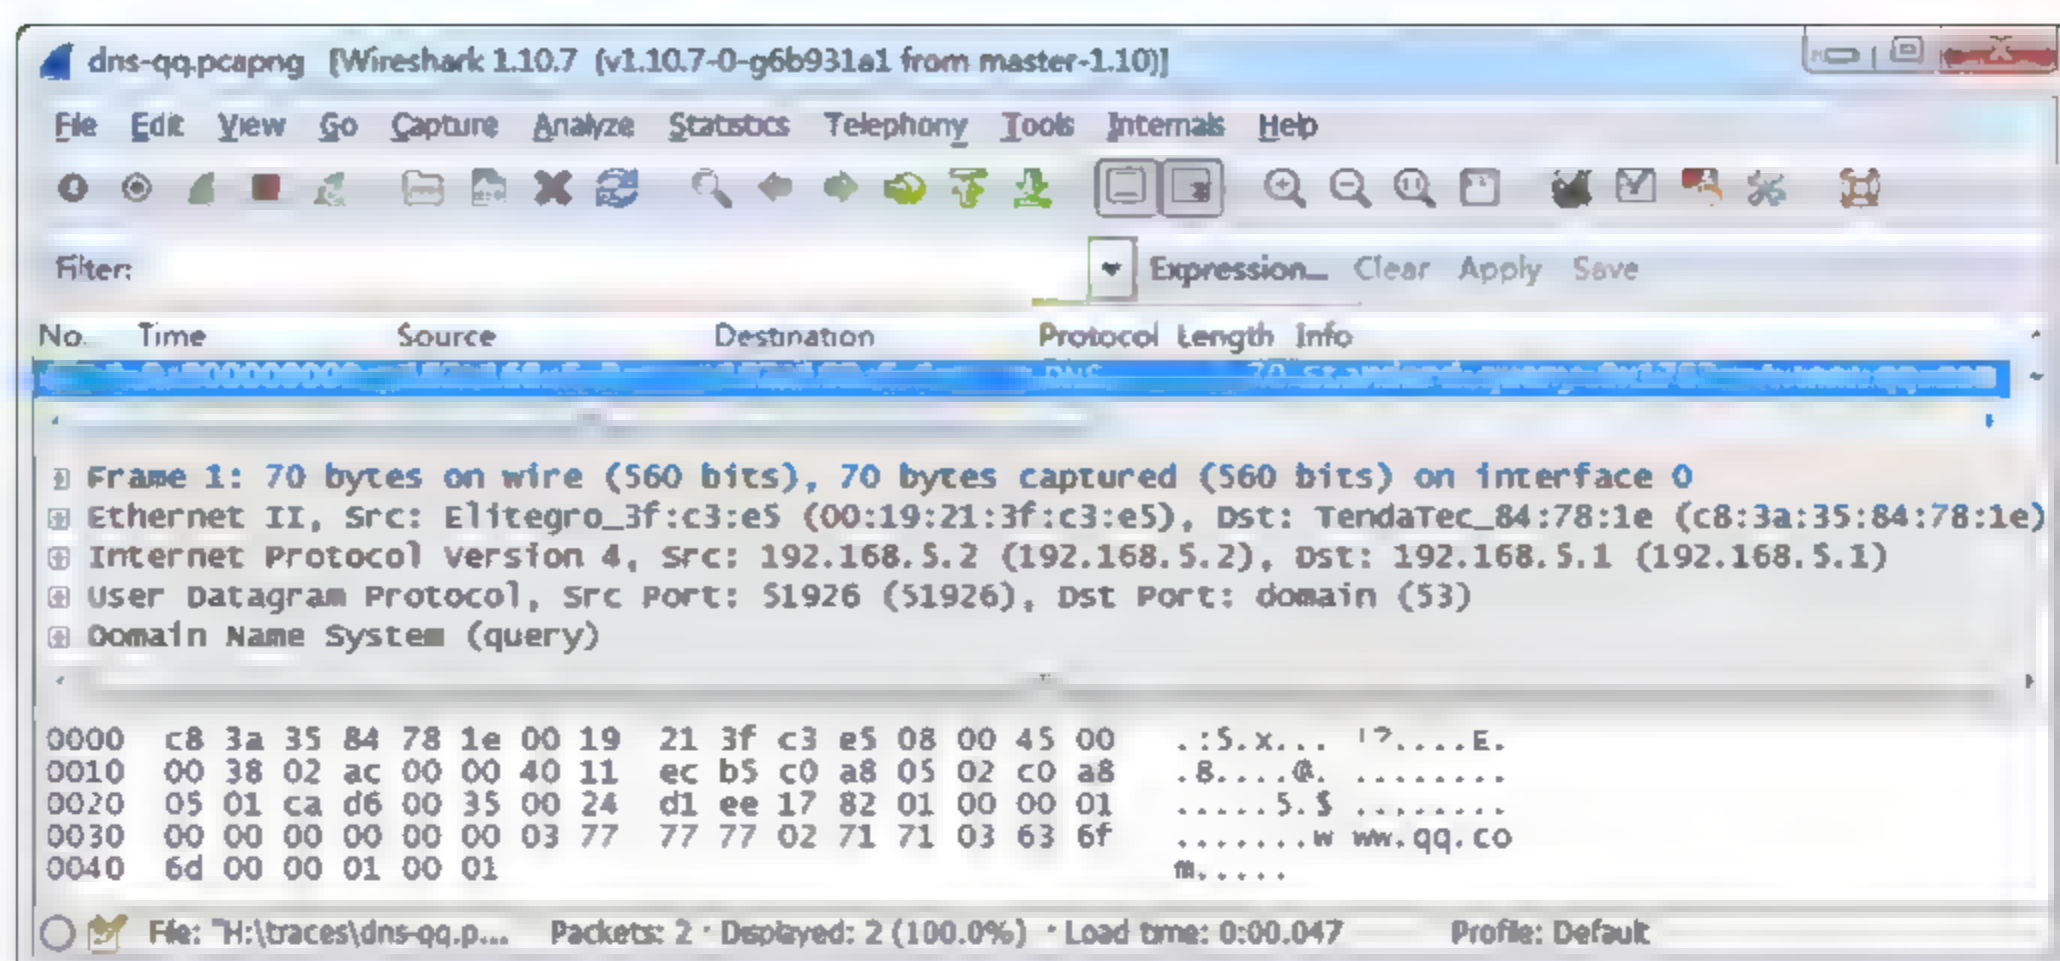 dns-qq.pcapng [Wireshark 1.10.7 (v1.10.7-0-g6b931a1 from master-1.10)]
File Edit View Go Capture Analyze Statistics Telephony Tools Internals Help
Filter: Expression... Clear Apply Save
No. Time Source Destination Protocol Length Info
DNS 70 standard query
Frame 1: 70 bytes on wire (560 bits), 70 bytes captured (560 bits) on interface 0
Ethernet II, Src: Elitegro_3f:c3:e5 (00:19:21:3f:c3:e5), Dst: TendaTec_84:78:1e (c8:3a:35:84:78:1e)
Internet Protocol Version 4, Src: 192.168.5.2 (192.168.5.2), Dst: 192.168.5.1 (192.168.5.1)
User Datagram Protocol, Src Port: 51926 (51926), Dst Port: domain (53)
Domain Name System (query)
0000 c8 3a 35 84 78 1e 00 19 21 3f c3 e5 08 00 45 00 .:5.x... !?....E.
0010 00 38 02 ac 00 00 40 11 ec b5 c0 a8 05 02 c0 a8 .8....@. ........
0020 05 01 ca d6 00 35 00 24 d1 ee 17 82 01 00 00 01 .....5.$ ........
0030 00 00 00 00 00 00 03 77 77 77 02 71 71 03 63 6f .......w ww.qq.co
0040 6d 00 00 01 00 01 m.....
File: "H:\traces\dns-qq.p... Packets: 2 · Displayed: 2 (100.0%) · Load time: 0:00.047 Profile: Default